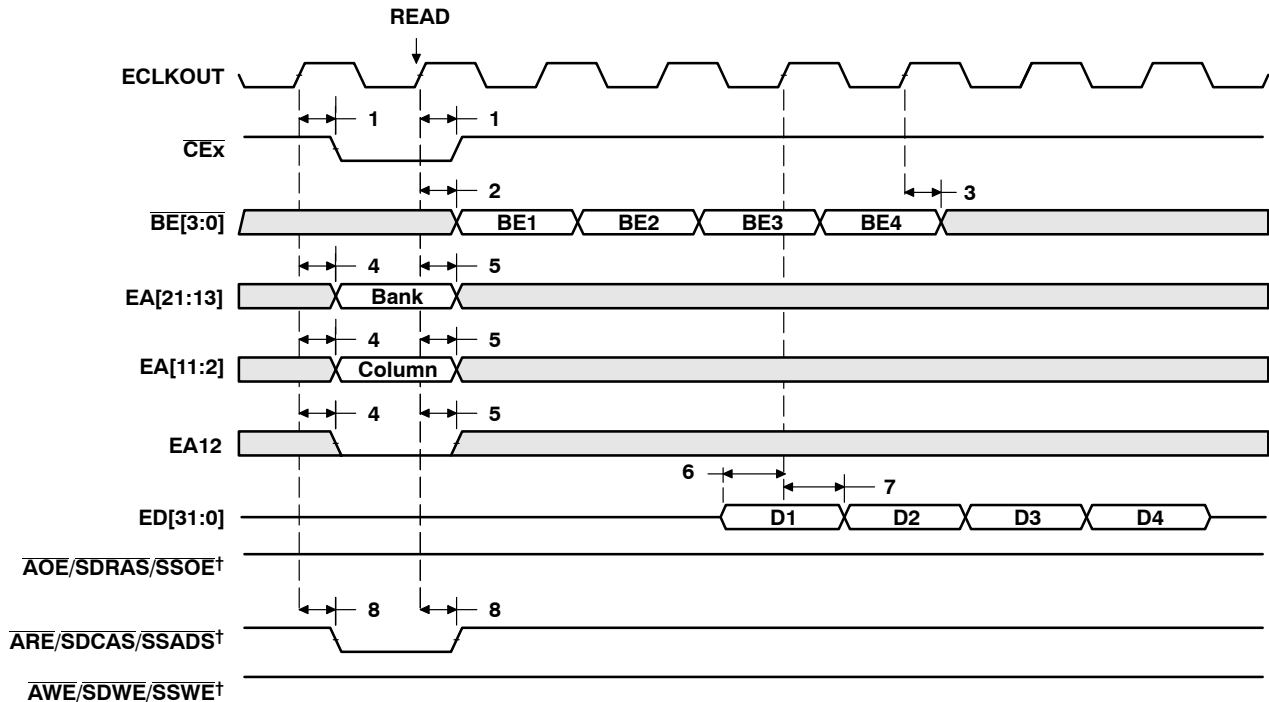 READ
ECLKOUT
1 1
CEx
2 3
BE[3:0] BE1 BE2 BE3 BE4
4 5
EA[21:13] Bank
4 5
EA[11:2] Column
4 5
EA12
6 7
ED[31:0] D1 D2 D3 D4
AOE/SDRAS/SSOE†
8 8
ARE/SDCAS/SSADS†
AWE/SDWE/SSWE†